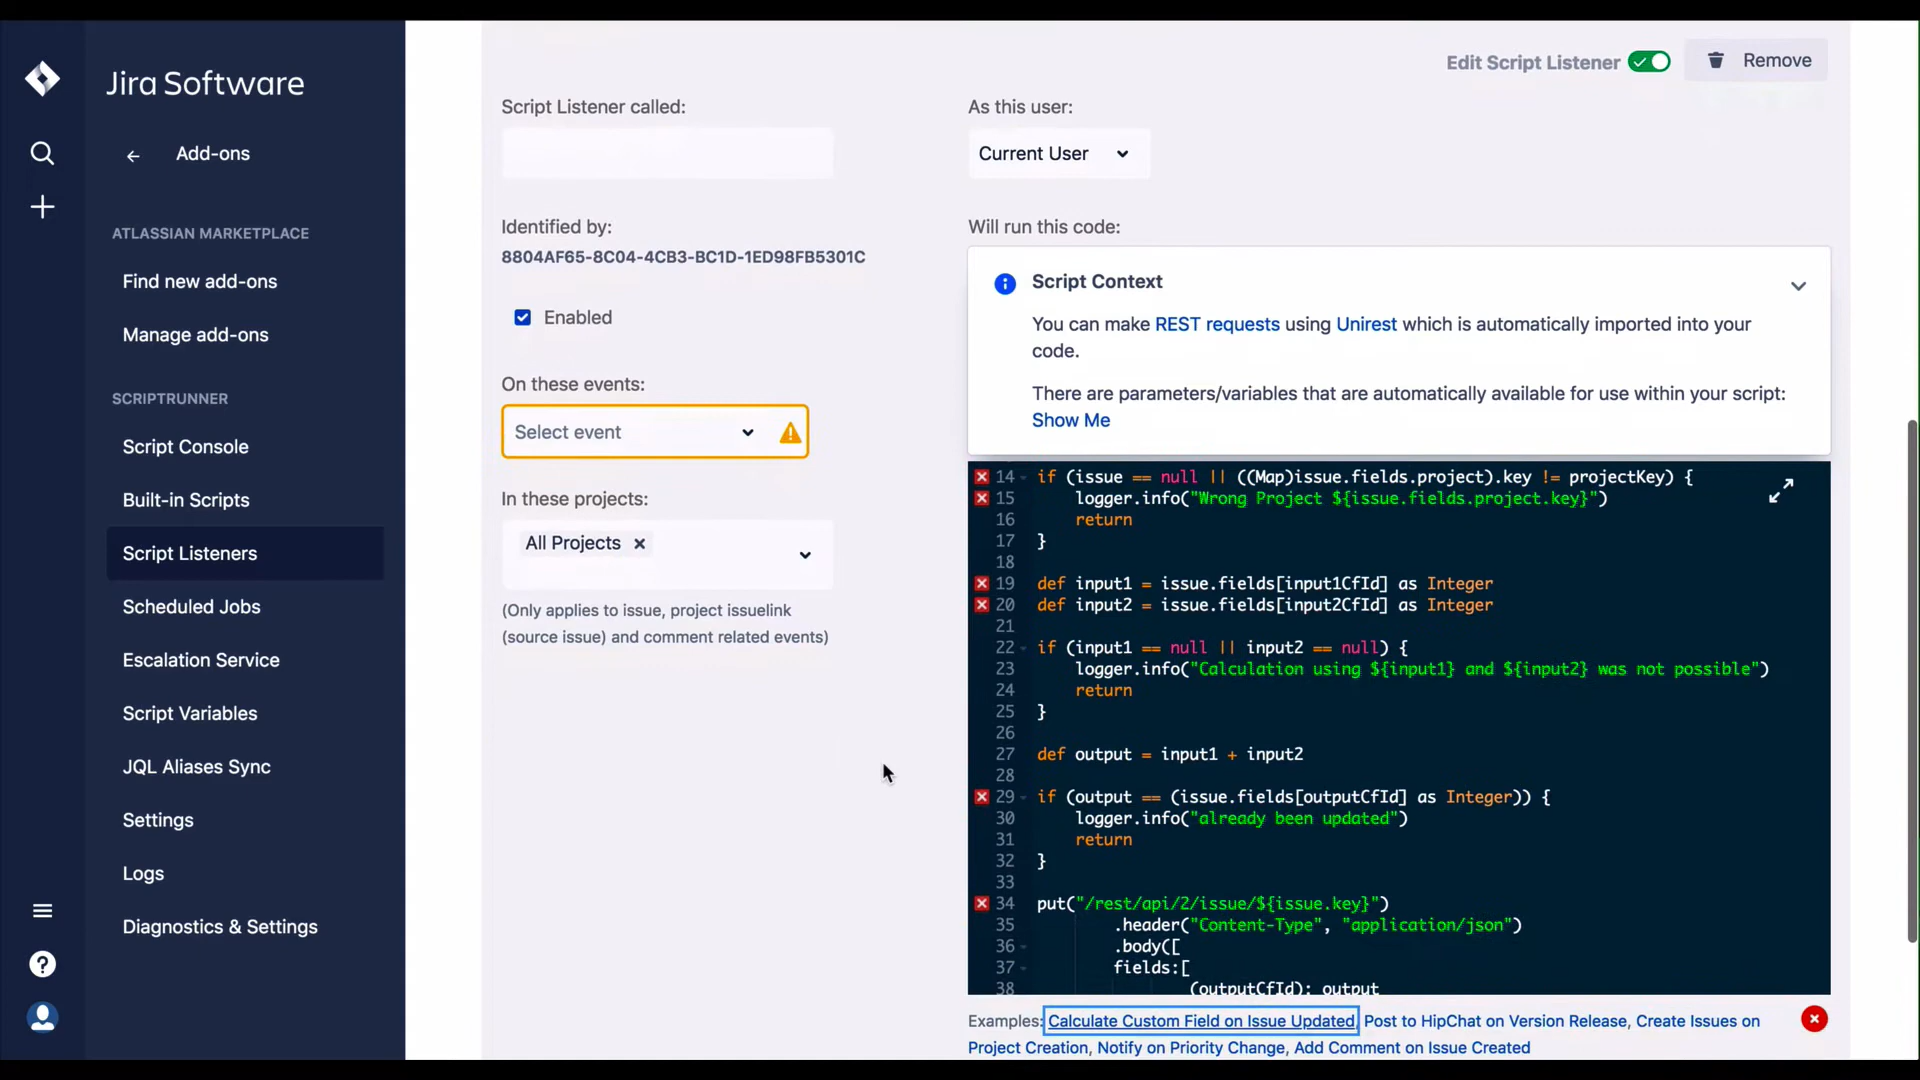 Jira Software
Add-ons
ATLASSIAN MARKETPLACE
Find new add-ons
Manage add-ons
SCRIPTRUNNER
Script Console
Built-in Scripts
Script Listeners
Scheduled Jobs
Escalation Service
Script Variables
JQL Aliases Sync
Settings
Logs
Diagnostics & Settings
Edit Script Listener
Remove
Script Listener called:
Identified by:
8804AF65-8C04-4CB3-BC1D-1ED98FB5301C
Enabled
On these events:
Select event
In these projects:
All Projects
(Only applies to issue, project issuelink
(source issue) and comment related events)
As this user:
Current User
Will run this code:
Script Context
You can make REST requests using Unirest which is automatically imported into your
code.
There are parameters/variables that are automatically available for use within your script:
Show Me
14 if (issue == null || ((Map)issue.fields.project).key != projectKey) {
15 logger.info("Wrong Project ${issue.fields.project.key}")
16 return
17 }
18
19 def input1 = issue.fields[input1CfId] as Integer
20 def input2 = issue.fields[input2CfId] as Integer
21
22 if (input1 == null || input2 == null) {
23 logger.info("Calculation using ${input1} and ${input2} was not possible")
24 return
25 }
26
27 def output = input1 + input2
28
29 if (output == (issue.fields[outputCfId] as Integer)) {
30 logger.info("already been updated")
31 return
32 }
33
34 put("/rest/api/2/issue/${issue.key}")
35 .header("Content-Type", "application/json")
36 .body([
37 fields:[
38 (outputCfId): output
Examples: Calculate Custom Field on Issue Updated, Post to HipChat on Version Release, Create Issues on
Project Creation, Notify on Priority Change, Add Comment on Issue Created